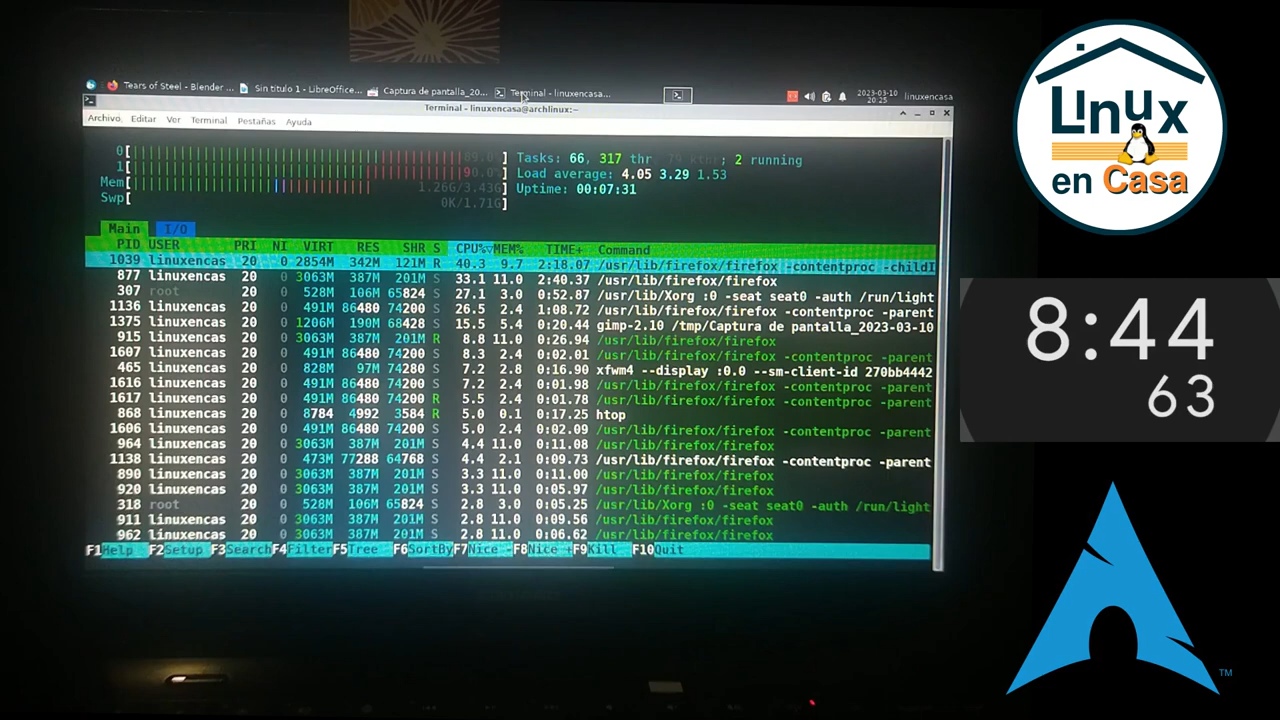 Tears of Steel - Blender ... Sin titulo 1 - LibreOffice... Captura de pantalla_20... Terminal - linuxencasa... 2023-03-10 20:25 linuxencasa
Terminal - linuxencasa@archlinux:~
Archivo Editar Ver Terminal Pestañas Ayuda
0[ 89.0%] Tasks: 66, 317 thr, 79 kthr; 2 running
1[ 90.0%] Load average: 4.05 3.29 1.53
Mem[ 1.26G/3.43G] Uptime: 00:07:31
Swp[ 0K/1.71G]
Main I/O
PID USER PRI NI VIRT RES SHR S CPU%▽MEM% TIME+ Command
1039 linuxencas 20 0 2854M 342M 121M R 40.3 9.7 2:18.07 /usr/lib/firefox/firefox -contentproc -childI
877 linuxencas 20 0 3063M 387M 201M S 33.1 11.0 2:40.37 /usr/lib/firefox/firefox
307 root 20 0 528M 106M 65824 S 27.1 3.0 0:52.87 /usr/lib/Xorg :0 -seat seat0 -auth /run/light
1136 linuxencas 20 0 491M 86480 74200 S 26.5 2.4 1:08.72 /usr/lib/firefox/firefox -contentproc -parent
1375 linuxencas 20 0 1206M 190M 68428 S 15.5 5.4 0:20.44 gimp-2.10 /tmp/Captura de pantalla_2023-03-10
915 linuxencas 20 0 3063M 387M 201M R 8.8 11.0 0:26.94 /usr/lib/firefox/firefox
1607 linuxencas 20 0 491M 86480 74200 S 8.3 2.4 0:02.01 /usr/lib/firefox/firefox -contentproc -parent
465 linuxencas 20 0 828M 97M 74280 S 7.2 2.8 0:16.90 xfwm4 --display :0.0 --sm-client-id 270bb4442
1616 linuxencas 20 0 491M 86480 74200 S 7.2 2.4 0:01.98 /usr/lib/firefox/firefox -contentproc -parent
1617 linuxencas 20 0 491M 86480 74200 R 5.5 2.4 0:01.78 /usr/lib/firefox/firefox -contentproc -parent
868 linuxencas 20 0 8784 4992 3584 R 5.0 0.1 0:17.25 htop
1606 linuxencas 20 0 491M 86480 74200 S 5.0 2.4 0:02.09 /usr/lib/firefox/firefox -contentproc -parent
964 linuxencas 20 0 3063M 387M 201M S 4.4 11.0 0:11.08 /usr/lib/firefox/firefox
1138 linuxencas 20 0 473M 77288 64768 S 4.4 2.1 0:09.73 /usr/lib/firefox/firefox -contentproc -parent
890 linuxencas 20 0 3063M 387M 201M S 3.3 11.0 0:11.00 /usr/lib/firefox/firefox
920 linuxencas 20 0 3063M 387M 201M S 3.3 11.0 0:05.97 /usr/lib/firefox/firefox
318 root 20 0 528M 106M 65824 S 2.8 3.0 0:05.25 /usr/lib/Xorg :0 -seat seat0 -auth /run/light
911 linuxencas 20 0 3063M 387M 201M S 2.8 11.0 0:09.56 /usr/lib/firefox/firefox
962 linuxencas 20 0 3063M 387M 201M S 2.8 11.0 0:06.62 /usr/lib/firefox/firefox
F1Help F2Setup F3Search F4Filter F5Tree F6SortBy F7Nice - F8Nice + F9Kill F10Quit
Linux
en Casa
8:44
63
TM